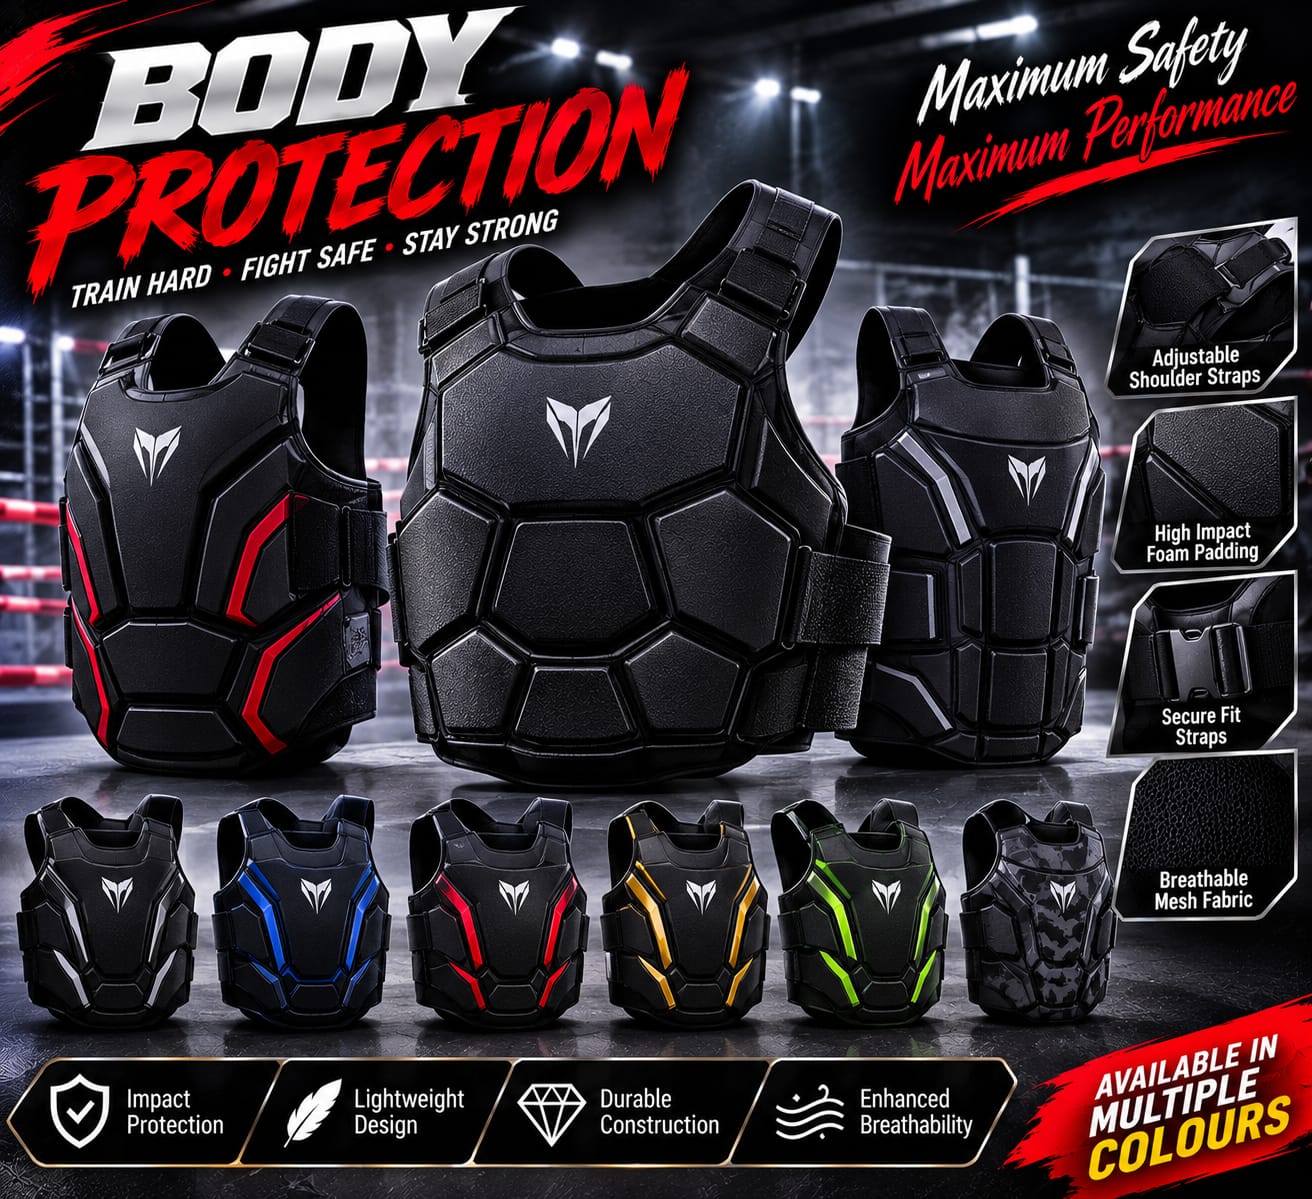 BODY
PROTECTION
TRAIN HARD • FIGHT SAFE • STAY STRONG
Maximum Safety
Maximum Performance
Adjustable
Shoulder Straps
High Impact
Foam Padding
Secure Fit
Straps
Breathable
Mesh Fabric
Impact
Protection
Lightweight
Design
Durable
Construction
Enhanced
Breathability
AVAILABLE IN
MULTIPLE
COLOURS